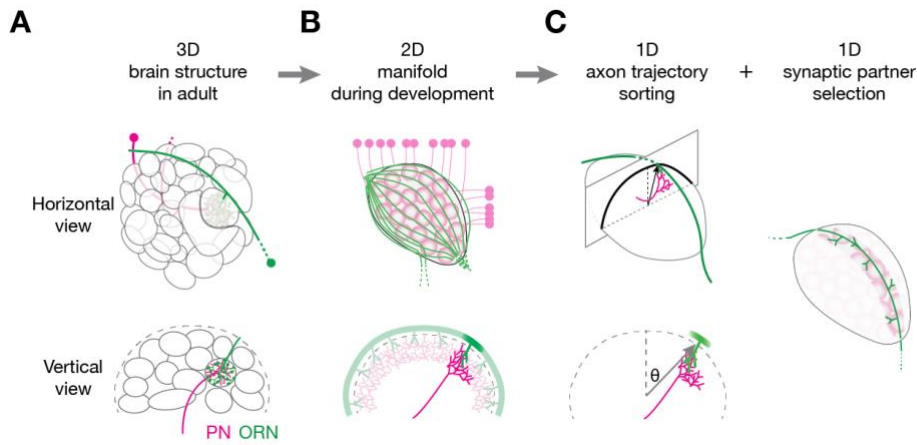 A
B
C
3D
brain structure
in adult
2D
manifold
during development
1D
axon trajectory
sorting
+
1D
synaptic partner
selection
Horizontal
view
Vertical
view
PN ORN
θ